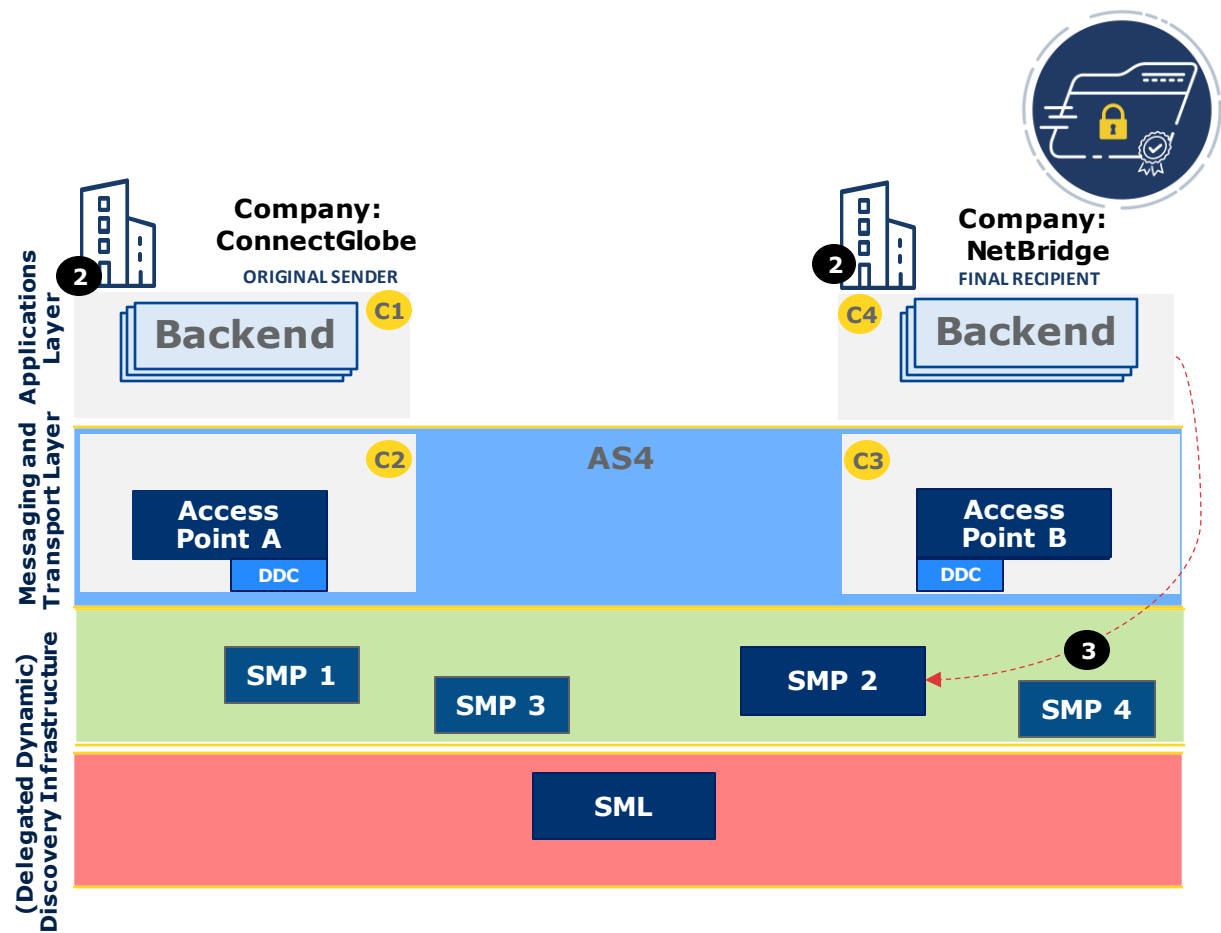 Company:
ConnectGlobe
ORIGINAL SENDER
2
C1
Backend
Company:
NetBridge
FINAL RECIPIENT
2
C4
Backend
Applications
Layer
Messaging and
Transport Layer
C2
Access
Point A
DDC
AS4
C3
Access
Point B
DDC
(Delegated Dynamic)
Discovery Infrastructure
SMP 1
SMP 3
SMP 2
3
SMP 4
SML